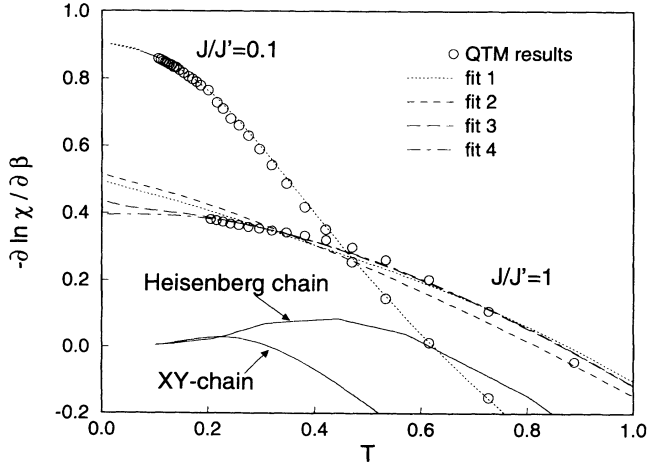 -∂ ln χ / ∂ β
-0.1
0.8
0.6
0.4
0.2
0.0
-0.2
J/J'=0.1
QTM results
fit 1
fit 2
fit 3
fit 4
J/J'=1
Heisenberg chain
XY-chain
0.0 0.2 0.4 0.6 0.8 1.0
T